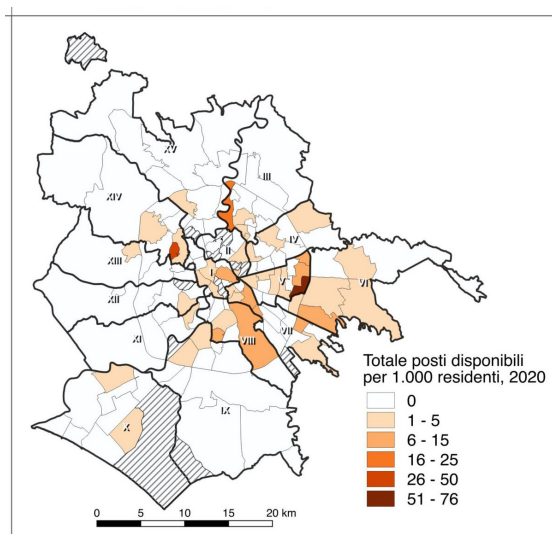 XV
III
XIV
II
IV
XIII
V
VI
XII
VII
XI
VIII
IX
X
Totale posti disponibili
per 1.000 residenti, 2020
0
1 - 5
6 - 15
16 - 25
26 - 50
51 - 76
0 5 10 15 20 km